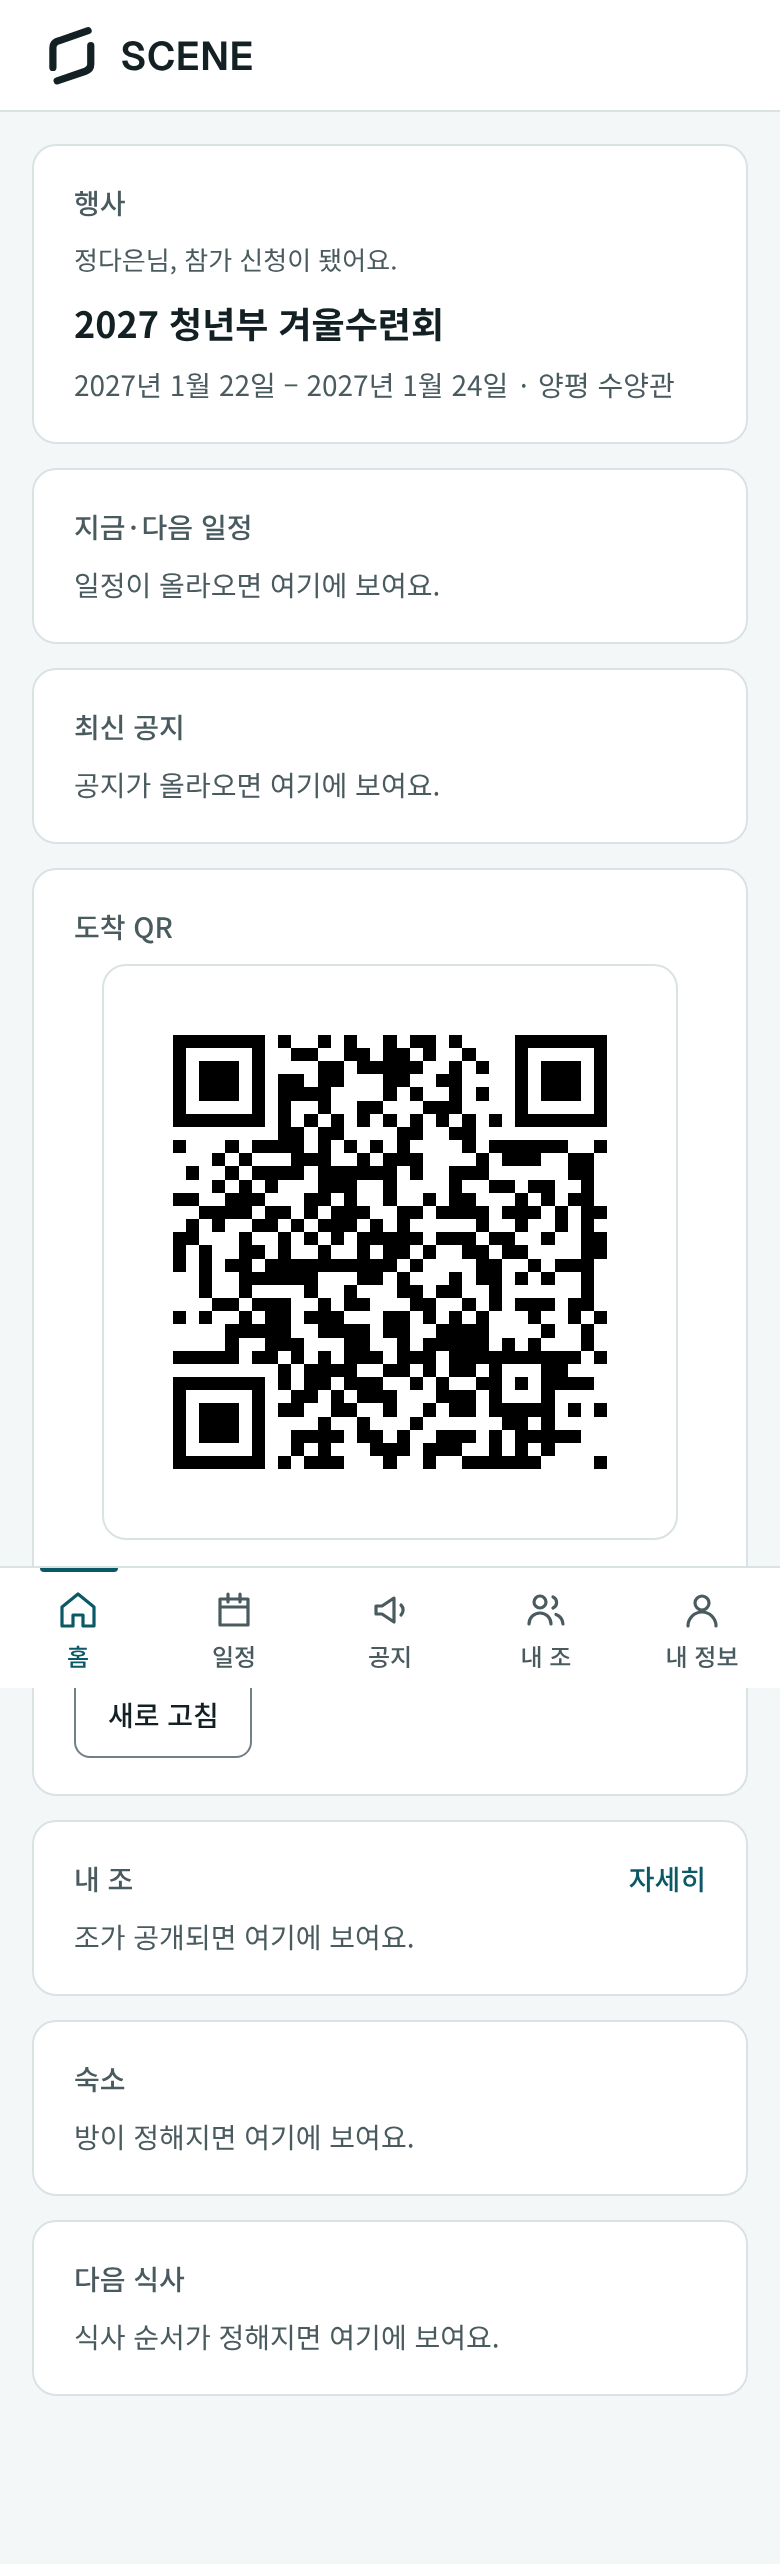 SCENE
행사
정다은님, 참가 신청이 됐어요.
2027 청년부 겨울수련회
2027년 1월 22일 – 2027년 1월 24일 · 양평 수양관
지금·다음 일정
일정이 올라오면 여기에 보여요.
최신 공지
공지가 올라오면 여기에 보여요.
도착 QR
홈
일정
공지
내 조
내 정보
새로 고침
내 조
자세히
조가 공개되면 여기에 보여요.
숙소
방이 정해지면 여기에 보여요.
다음 식사
식사 순서가 정해지면 여기에 보여요.